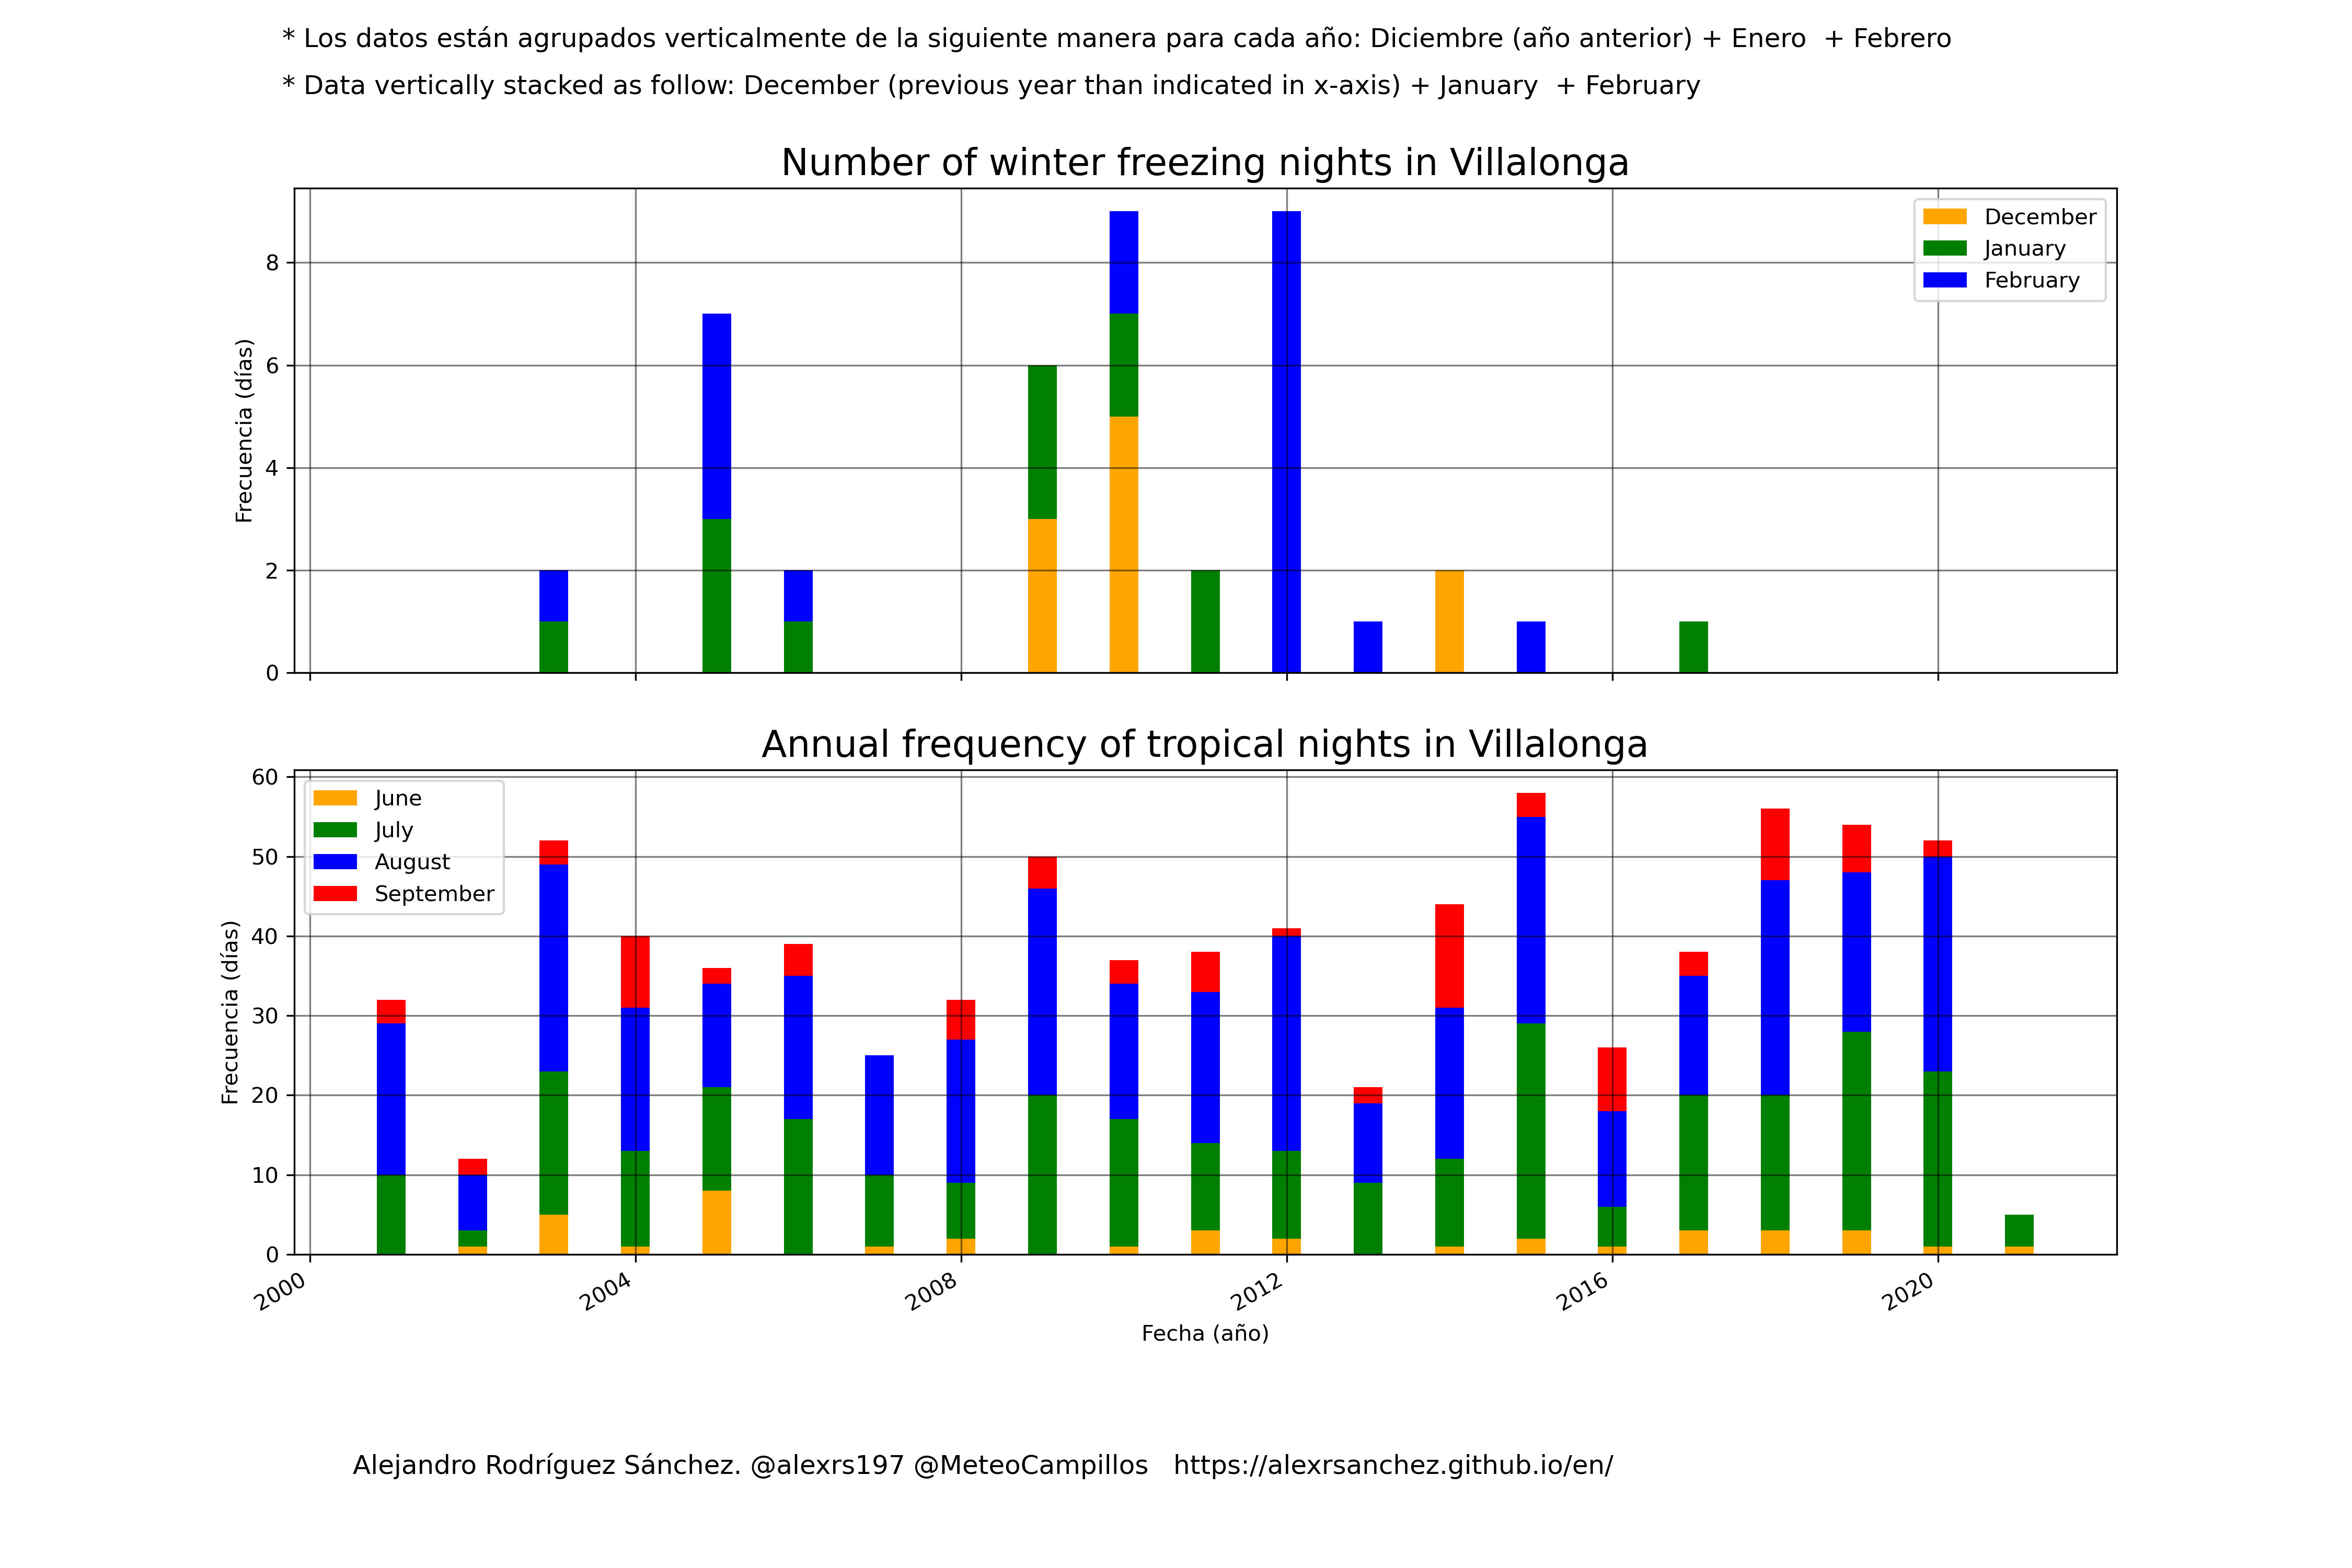 * Los datos están agrupados verticalmente de la siguiente manera para cada año: Diciembre (año anterior) + Enero  + Febrero
* Data vertically stacked as follow: December (previous year than indicated in x-axis) + January  + February
Number of winter freezing nights in Villalonga
December
January
February
Frecuencia (días)
8
6
4
2
0
Annual frequency of tropical nights in Villalonga
June
July
August
September
Frecuencia (días)
60
50
40
30
20
10
0
2000 2004 2008 2012 2016 2020
Fecha (año)
Alejandro Rodríguez Sánchez. @alexrs197 @MeteoCampillos   https://alexrsanchez.github.io/en/